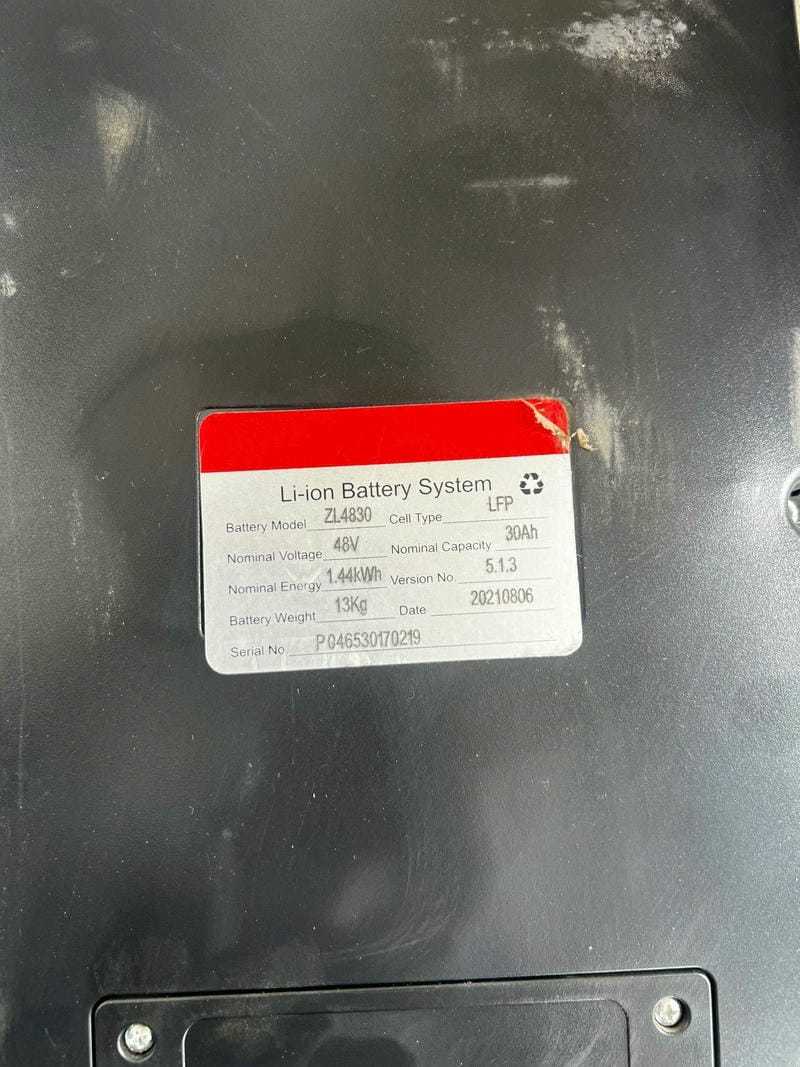 Li-ion Battery System
Battery Model ZL4830 Cell Type LFP
Nominal Voltage 48V Nominal Capacity 30Ah
Nominal Energy 1.44kWh Version No. 5.1.3
Battery Weight 13Kg Date 20210806
Serial No P046530170219